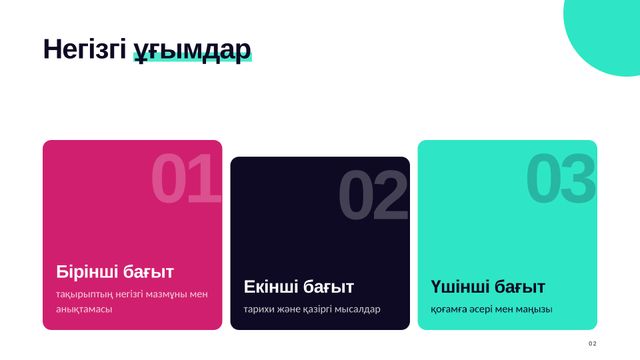 Негізгі ұғымдар
01
Бірінші бағыт
тақырыптың негізгі мазмұны мен
анықтамасы
02
Екінші бағыт
тарихи және қазіргі мысалдар
03
Үшінші бағыт
қоғамға әсері мен маңызы
02